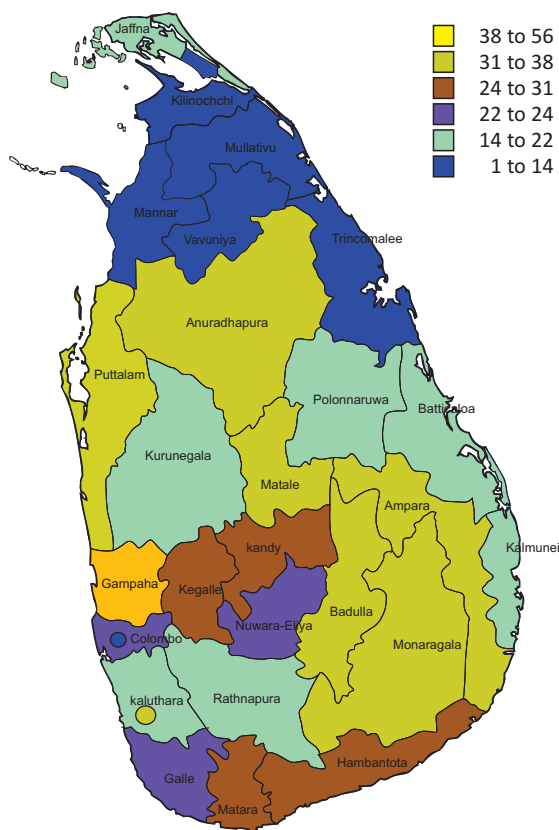 Jaffna
38 to 56
31 to 38
24 to 31
22 to 24
14 to 22
1 to 14
Kilinochchi
Mullativu
Mannar
Vavuniya
Trincomalee
Anuradhapura
Puttalam
Polonnaruwa
Batticaloa
Kurunegala
Matale
Ampara
kandy
Kalmunei
Gampaha
Kegalle
Badulla
Nuwara-Eliya
Colombo
Monaragala
kaluthara
Rathnapura
Hambantota
Galle
Matara